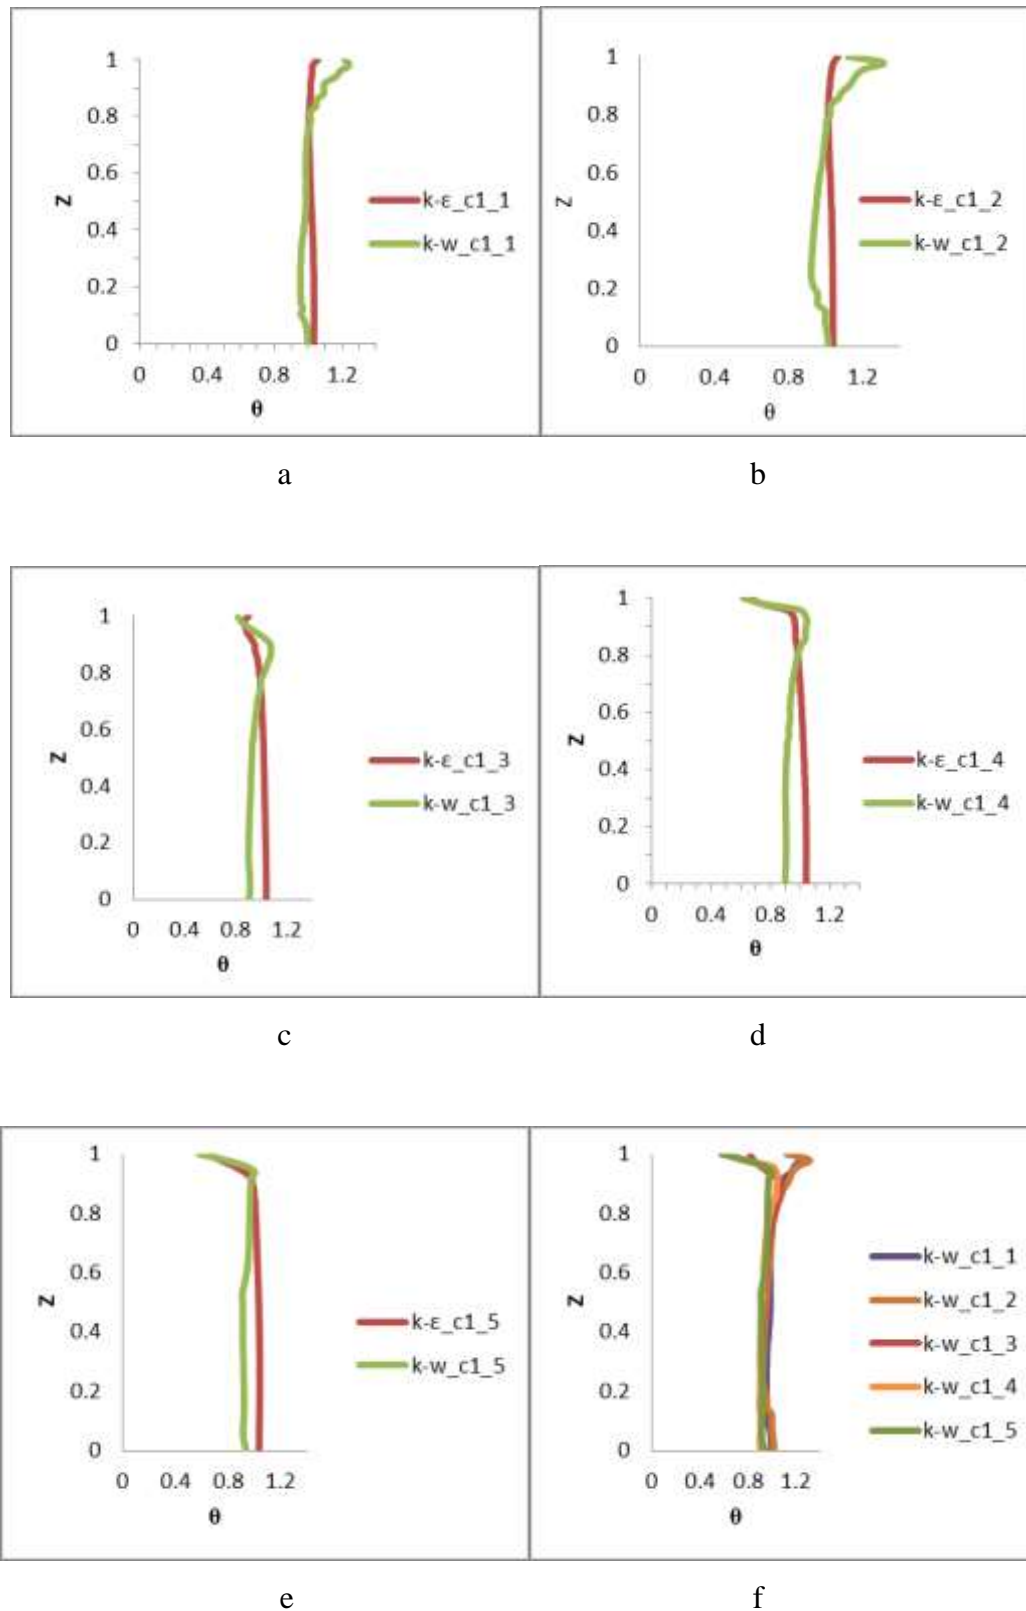 1
0.8
0.6
0.4
0.2
0
0 0.4 0.8 1.2
Z
θ
k-ε_c1_1
k-w_c1_1
1
0.8
0.6
0.4
0.2
0
0 0.4 0.8 1.2
Z
θ
k-ε_c1_2
k-w_c1_2
a b
1
0.8
0.6
0.4
0.2
0
0 0.4 0.8 1.2
Z
θ
k-ε_c1_3
k-w_c1_3
1
0.8
0.6
0.4
0.2
0
0 0.4 0.8 1.2
Z
θ
k-ε_c1_4
k-w_c1_4
c d
1
0.8
0.6
0.4
0.2
0
0 0.4 0.8 1.2
Z
θ
k-ε_c1_5
k-w_c1_5
1
0.8
0.6
0.4
0.2
0
0 0.4 0.8 1.2
Z
θ
k-w_c1_1
k-w_c1_2
k-w_c1_3
k-w_c1_4
k-w_c1_5
e f